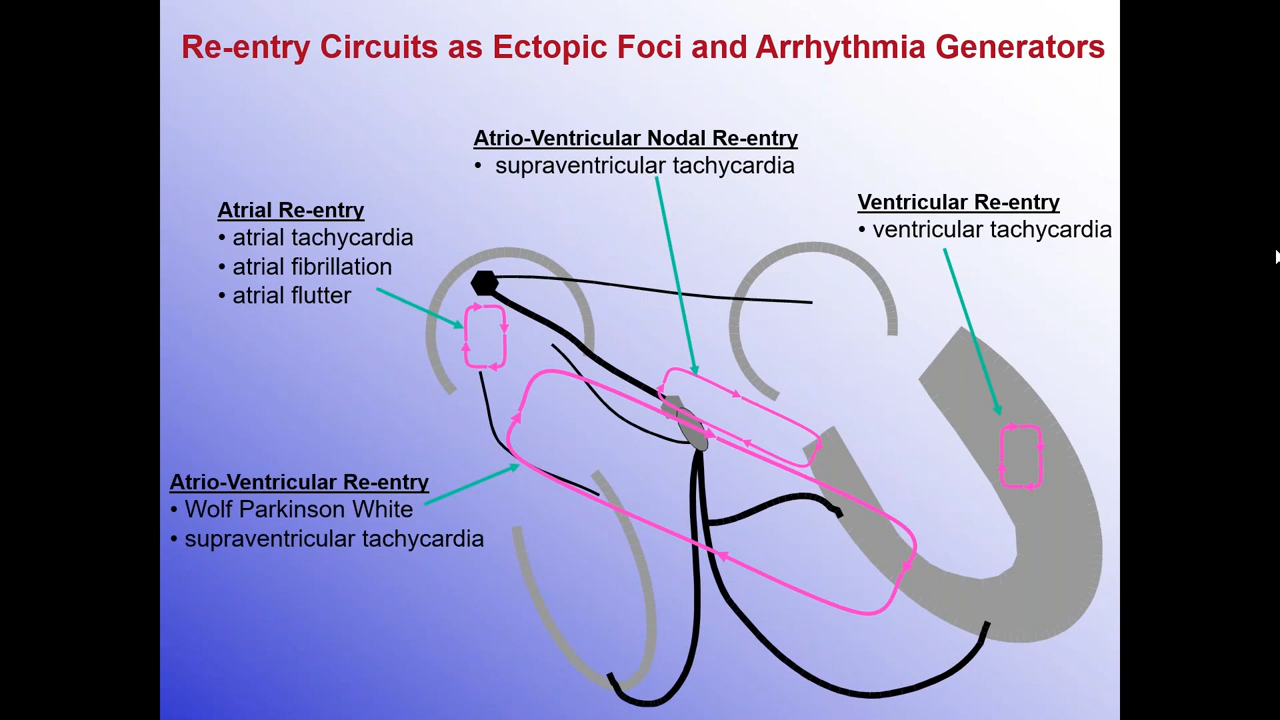 Re-entry Circuits as Ectopic Foci and Arrhythmia Generators
Atrio-Ventricular Nodal Re-entry
• supraventricular tachycardia
Ventricular Re-entry
• ventricular tachycardia
Atrial Re-entry
• atrial tachycardia
• atrial fibrillation
• atrial flutter
Atrio-Ventricular Re-entry
• Wolf Parkinson White
• supraventricular tachycardia